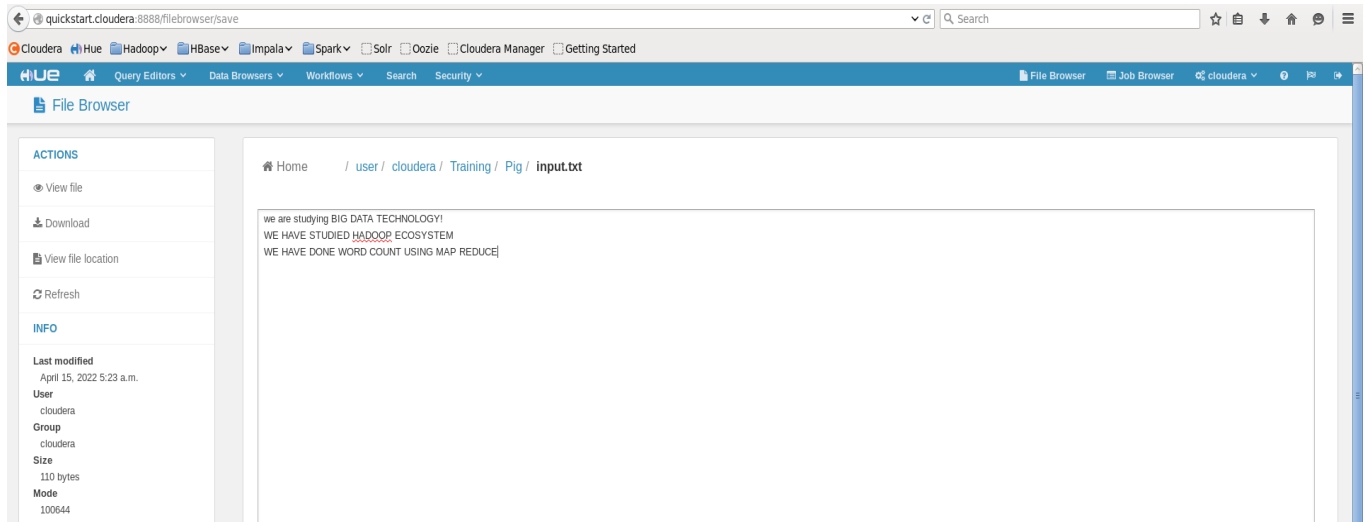 quickstart.cloudera:8888/filebrowser/save Search
Cloudera Hue Hadoop HBase Impala Spark Solr Oozie Cloudera Manager Getting Started
HUE Query Editors Data Browsers Workflows Search Security File Browser Job Browser cloudera
File Browser
ACTIONS
Home / user / cloudera / Training / Pig / input.txt
View file
we are studying BIG DATA TECHNOLOGY!
Download
WE HAVE STUDIED HADOOP ECOSYSTEM
WE HAVE DONE WORD COUNT USING MAP REDUCE
View file location
Refresh
INFO
Last modified
April 15, 2022 5:23 a.m.
User
cloudera
Group
cloudera
Size
110 bytes
Mode
100644